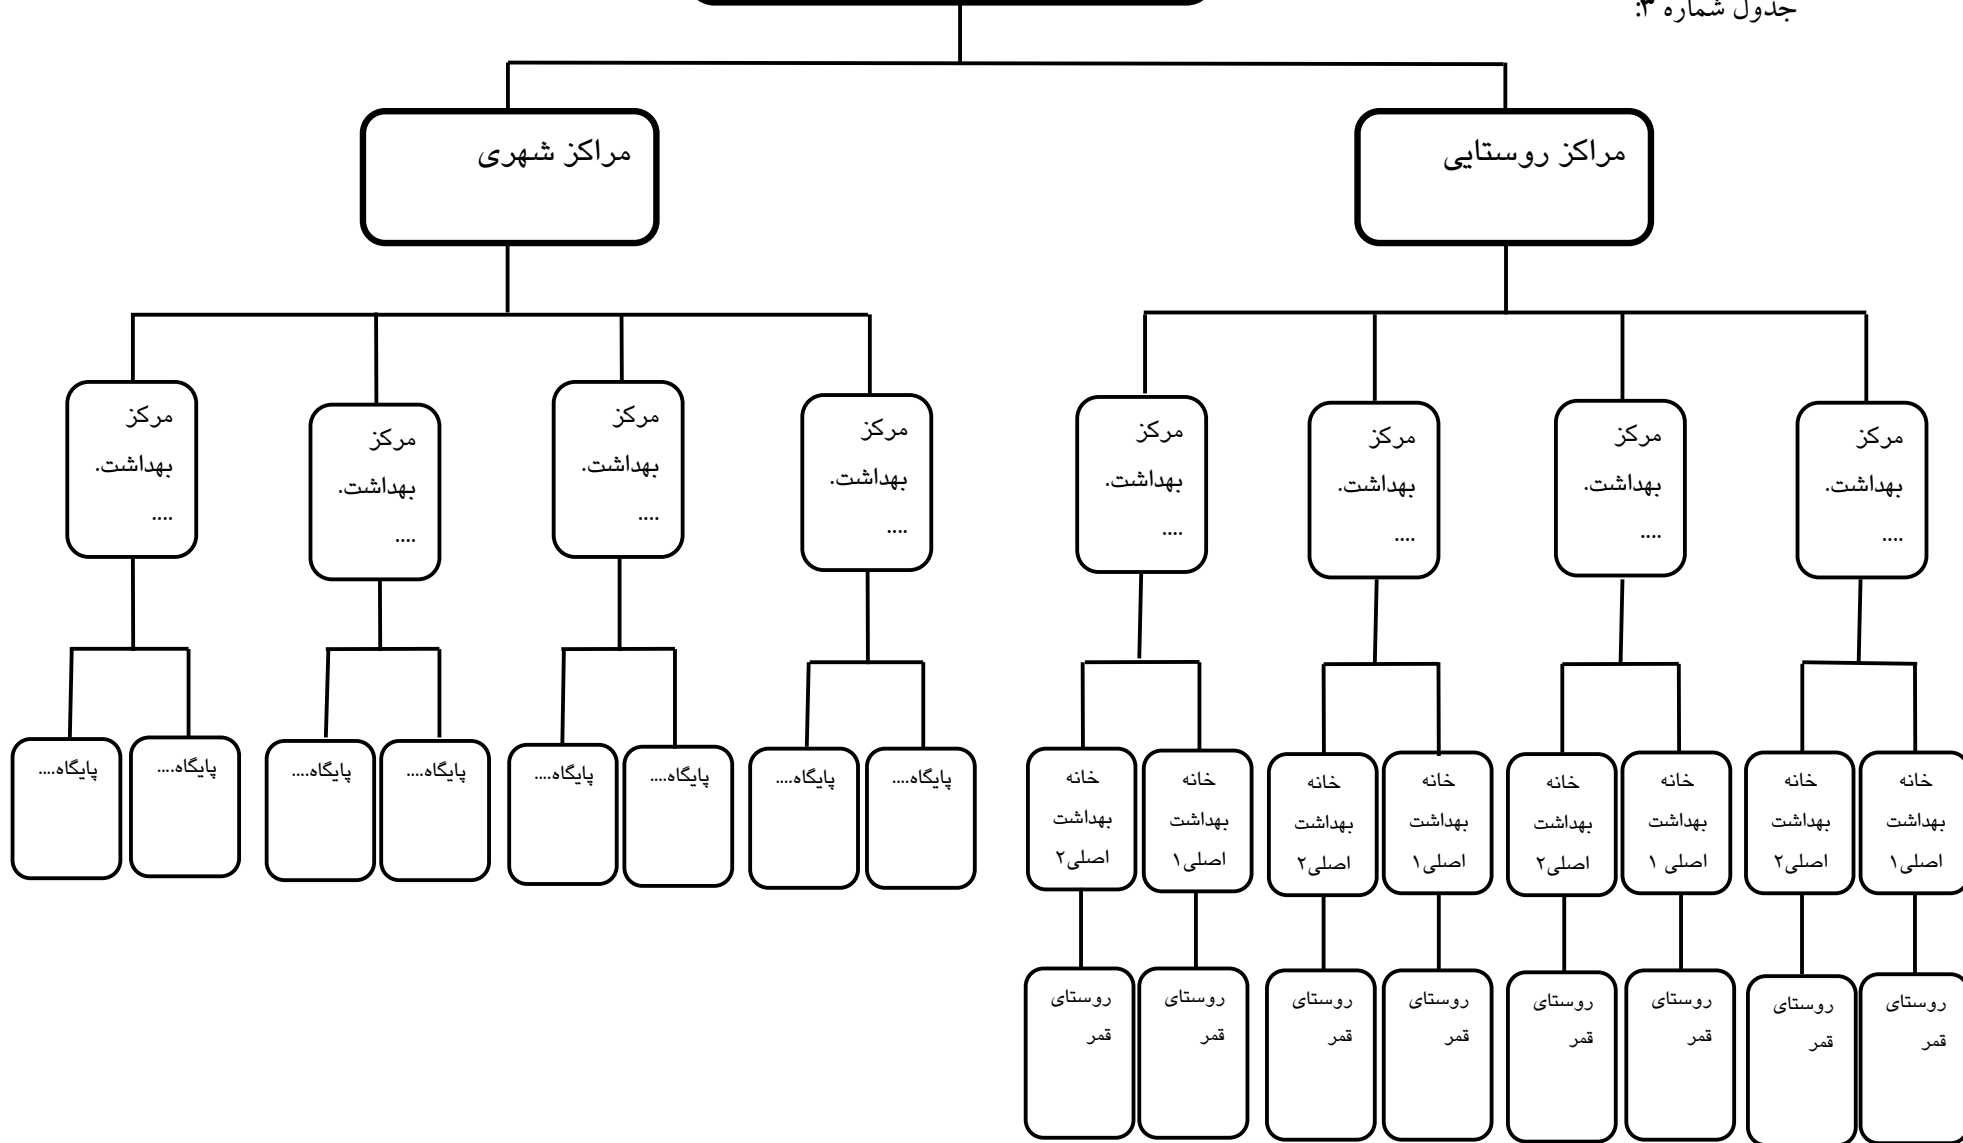 جدول شماره ۳:
مراکز روستایی
مراکز شهری
مرکز
بهداشت.
....
مرکز
بهداشت.
....
مرکز
بهداشت.
....
مرکز
بهداشت.
....
مرکز
بهداشت.
....
مرکز
بهداشت.
....
مرکز
بهداشت.
....
مرکز
بهداشت.
....
خانه
بهداشت
اصلی۱
خانه
بهداشت
اصلی۲
خانه
بهداشت
اصلی ۱
خانه
بهداشت
اصلی۲
خانه
بهداشت
اصلی۱
خانه
بهداشت
اصلی۲
خانه
بهداشت
اصلی۱
خانه
بهداشت
اصلی۲
پایگاه....
پایگاه....
پایگاه....
پایگاه....
پایگاه....
پایگاه....
پایگاه....
پایگاه....
روستای
قمر
روستای
قمر
روستای
قمر
روستای
قمر
روستای
قمر
روستای
قمر
روستای
قمر
روستای
قمر